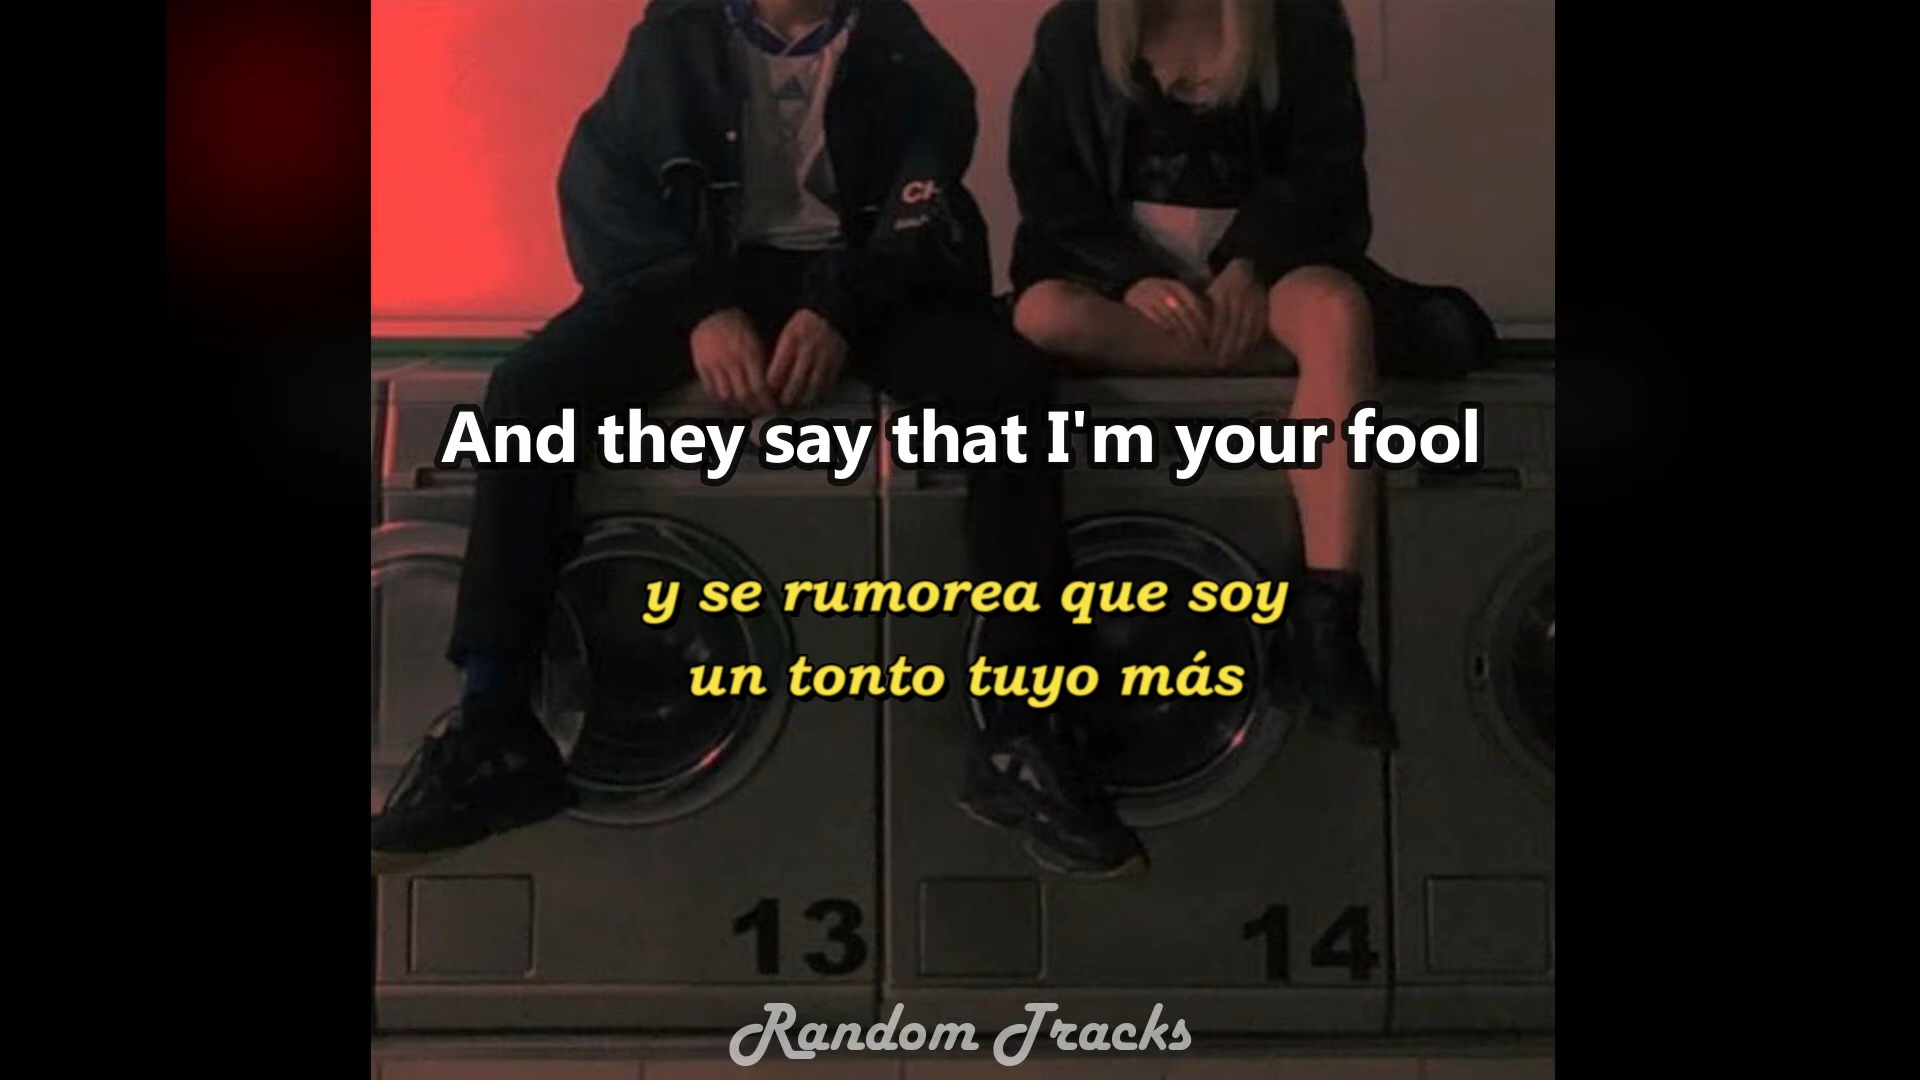 And they say that I'm your fool
y se rumorea que soy
un tonto tuyo más
13
14
Random Tracks